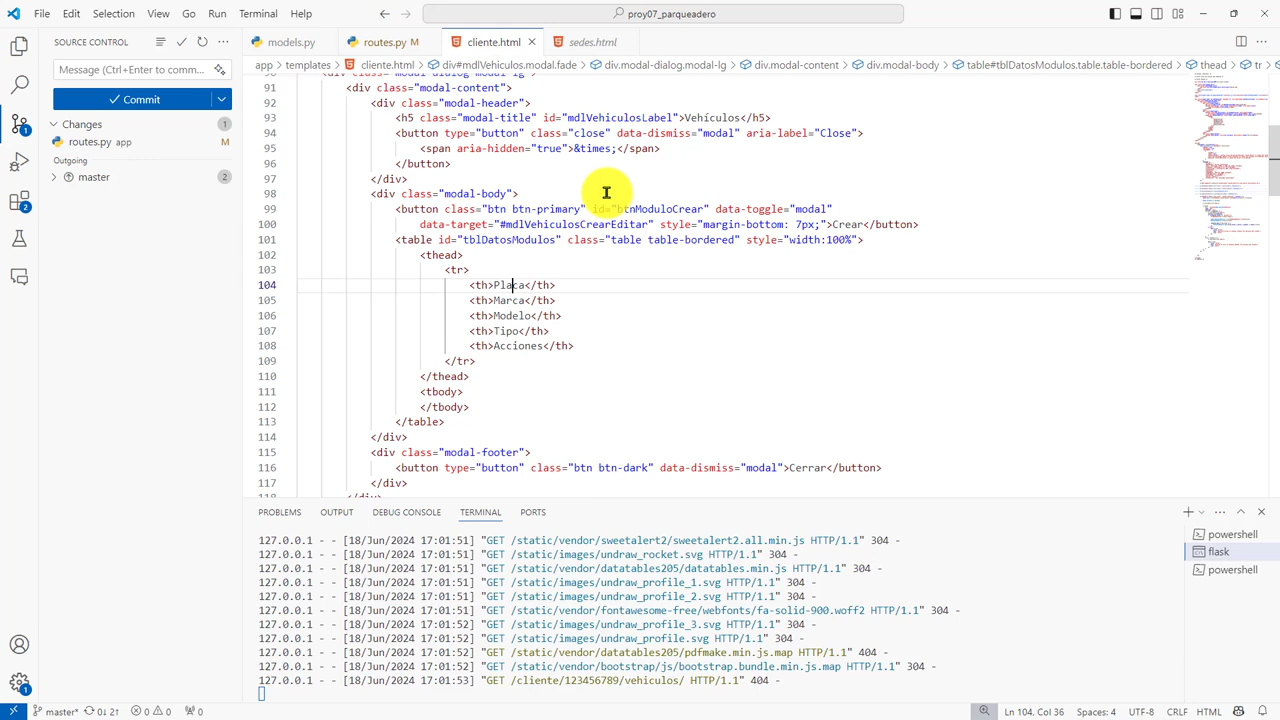 File Edit Selection View Go Run Terminal Help
proy07_parqueadero
SOURCE CONTROL
models.py
routes.py M
cliente.html
sedes.html
app > templates > cliente.html > div#mdlVehiculos.modal.fade > div.modal-dialog.modal-lg > div.modal-content > div.modal-body > table#tblDatosModulos.table.table-bordered > thead > tr >
Message (Ctrl+Enter to comm...
Commit
Changes 1
routes.py app M
Outgoing
master 2
91 <div class="modal-content">
92 <div class="modal-header">
93 <h5 class="modal-title" id="mdlVehiculosLabel">Vehiculos</h5>
94 <button type="button" class="close" data-dismiss="modal" aria-label="Close">
95 <span aria-hidden="true">&times;</span>
96 </button>
97 </div>
98 <div class="modal-body">
99
100 style="margin-bottom:7px;">Crear</button>
101 <table id="tblDatosModulos" class="table table-bordered" style="width:100%">
102 <thead>
103 <tr>
104 <th>Placa</th>
105 <th>Marca</th>
106 <th>Modelo</th>
107 <th>Tipo</th>
108 <th>Acciones</th>
109 </tr>
110 </thead>
111 <tbody>
112 </tbody>
113 </table>
114 </div>
115 <div class="modal-footer">
116 <button type="button" class="btn btn-dark" data-dismiss="modal">Cerrar</button>
117 </div>
PROBLEMS OUTPUT DEBUG CONSOLE TERMINAL PORTS
127.0.0.1 - - [18/Jun/2024 17:01:51] "GET /static/vendor/sweetalert2/sweetalert2.all.min.js HTTP/1.1" 304 -
127.0.0.1 - - [18/Jun/2024 17:01:51] "GET /static/images/undraw_rocket.svg HTTP/1.1" 304 -
127.0.0.1 - - [18/Jun/2024 17:01:51] "GET /static/vendor/datatables205/datatables.min.js HTTP/1.1" 304 -
127.0.0.1 - - [18/Jun/2024 17:01:51] "GET /static/images/undraw_profile_1.svg HTTP/1.1" 304 -
127.0.0.1 - - [18/Jun/2024 17:01:51] "GET /static/images/undraw_profile_2.svg HTTP/1.1" 304 -
127.0.0.1 - - [18/Jun/2024 17:01:51] "GET /static/vendor/fontawesome-free/webfonts/fa-solid-900.woff2 HTTP/1.1" 304 -
127.0.0.1 - - [18/Jun/2024 17:01:52] "GET /static/images/undraw_profile_3.svg HTTP/1.1" 304 -
127.0.0.1 - - [18/Jun/2024 17:01:52] "GET /static/images/undraw_profile.svg HTTP/1.1" 304 -
127.0.0.1 - - [18/Jun/2024 17:01:52] "GET /static/vendor/datatables205/pdfmake.min.js.map HTTP/1.1" 404 -
127.0.0.1 - - [18/Jun/2024 17:01:52] "GET /static/vendor/bootstrap/js/bootstrap.bundle.min.js.map HTTP/1.1" 304 -
127.0.0.1 - - [18/Jun/2024 17:01:53] "GET /cliente/123456789/vehiculos/ HTTP/1.1" 404 -
powershell
flask
powershell
master* 0↓ 2↑ 0 0 0
Ln 104, Col 36 Spaces: 4 UTF-8 CRLF HTML